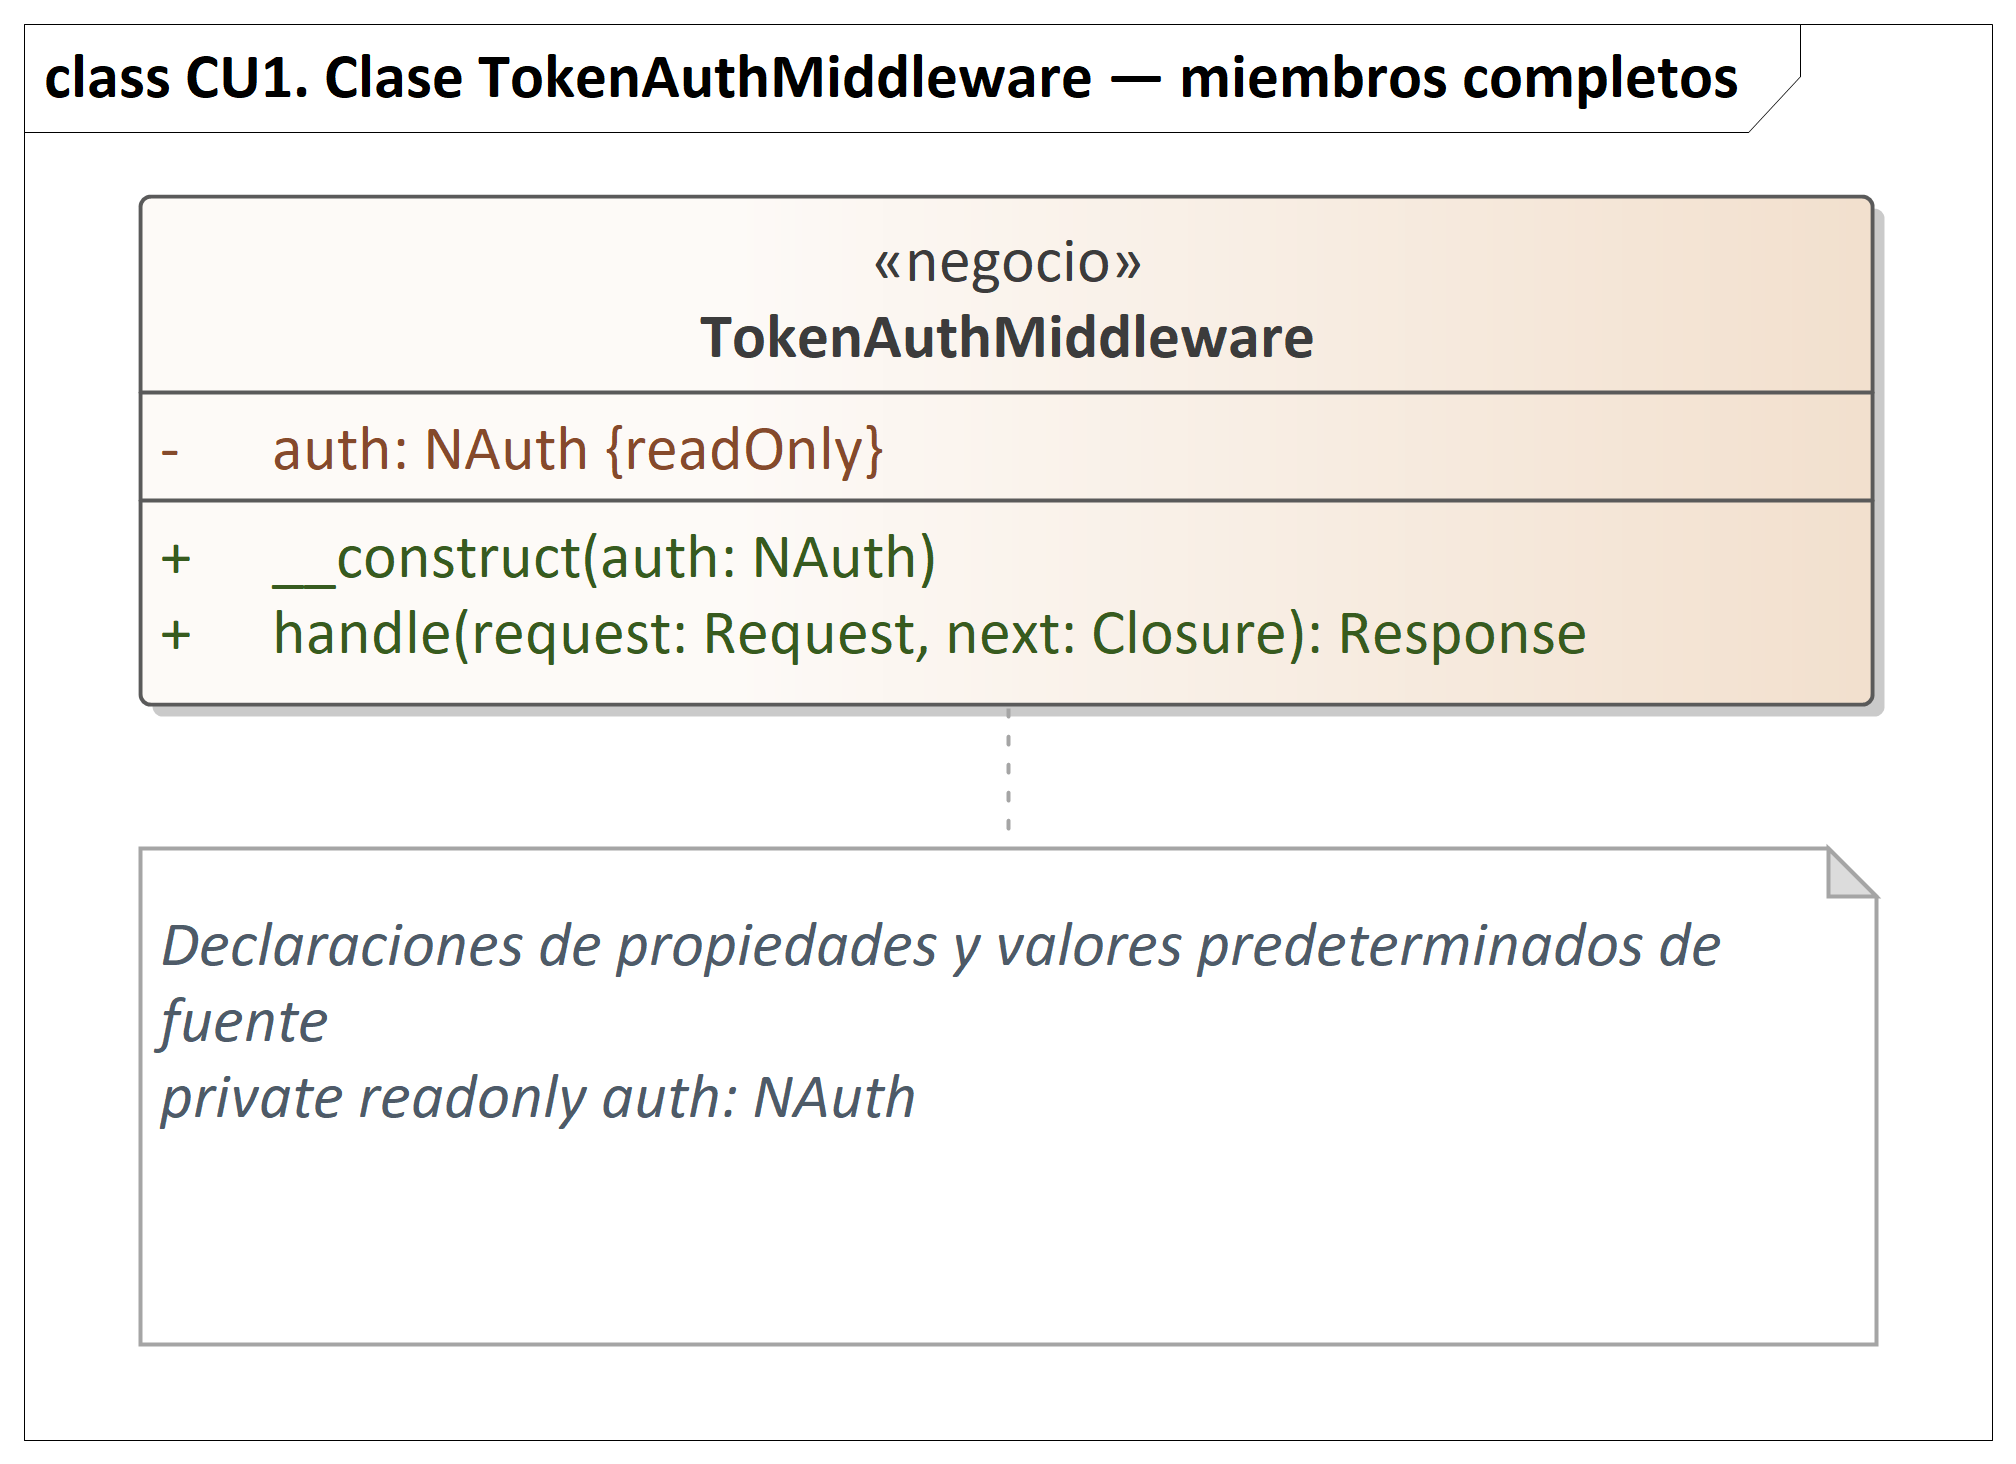 class CU1. Clase TokenAuthMiddleware — miembros completos
«negocio»
TokenAuthMiddleware
- auth: NAuth {readOnly}
+ __construct(auth: NAuth)
+ handle(request: Request, next: Closure): Response
Declaraciones de propiedades y valores predeterminados de
fuente
private readonly auth: NAuth